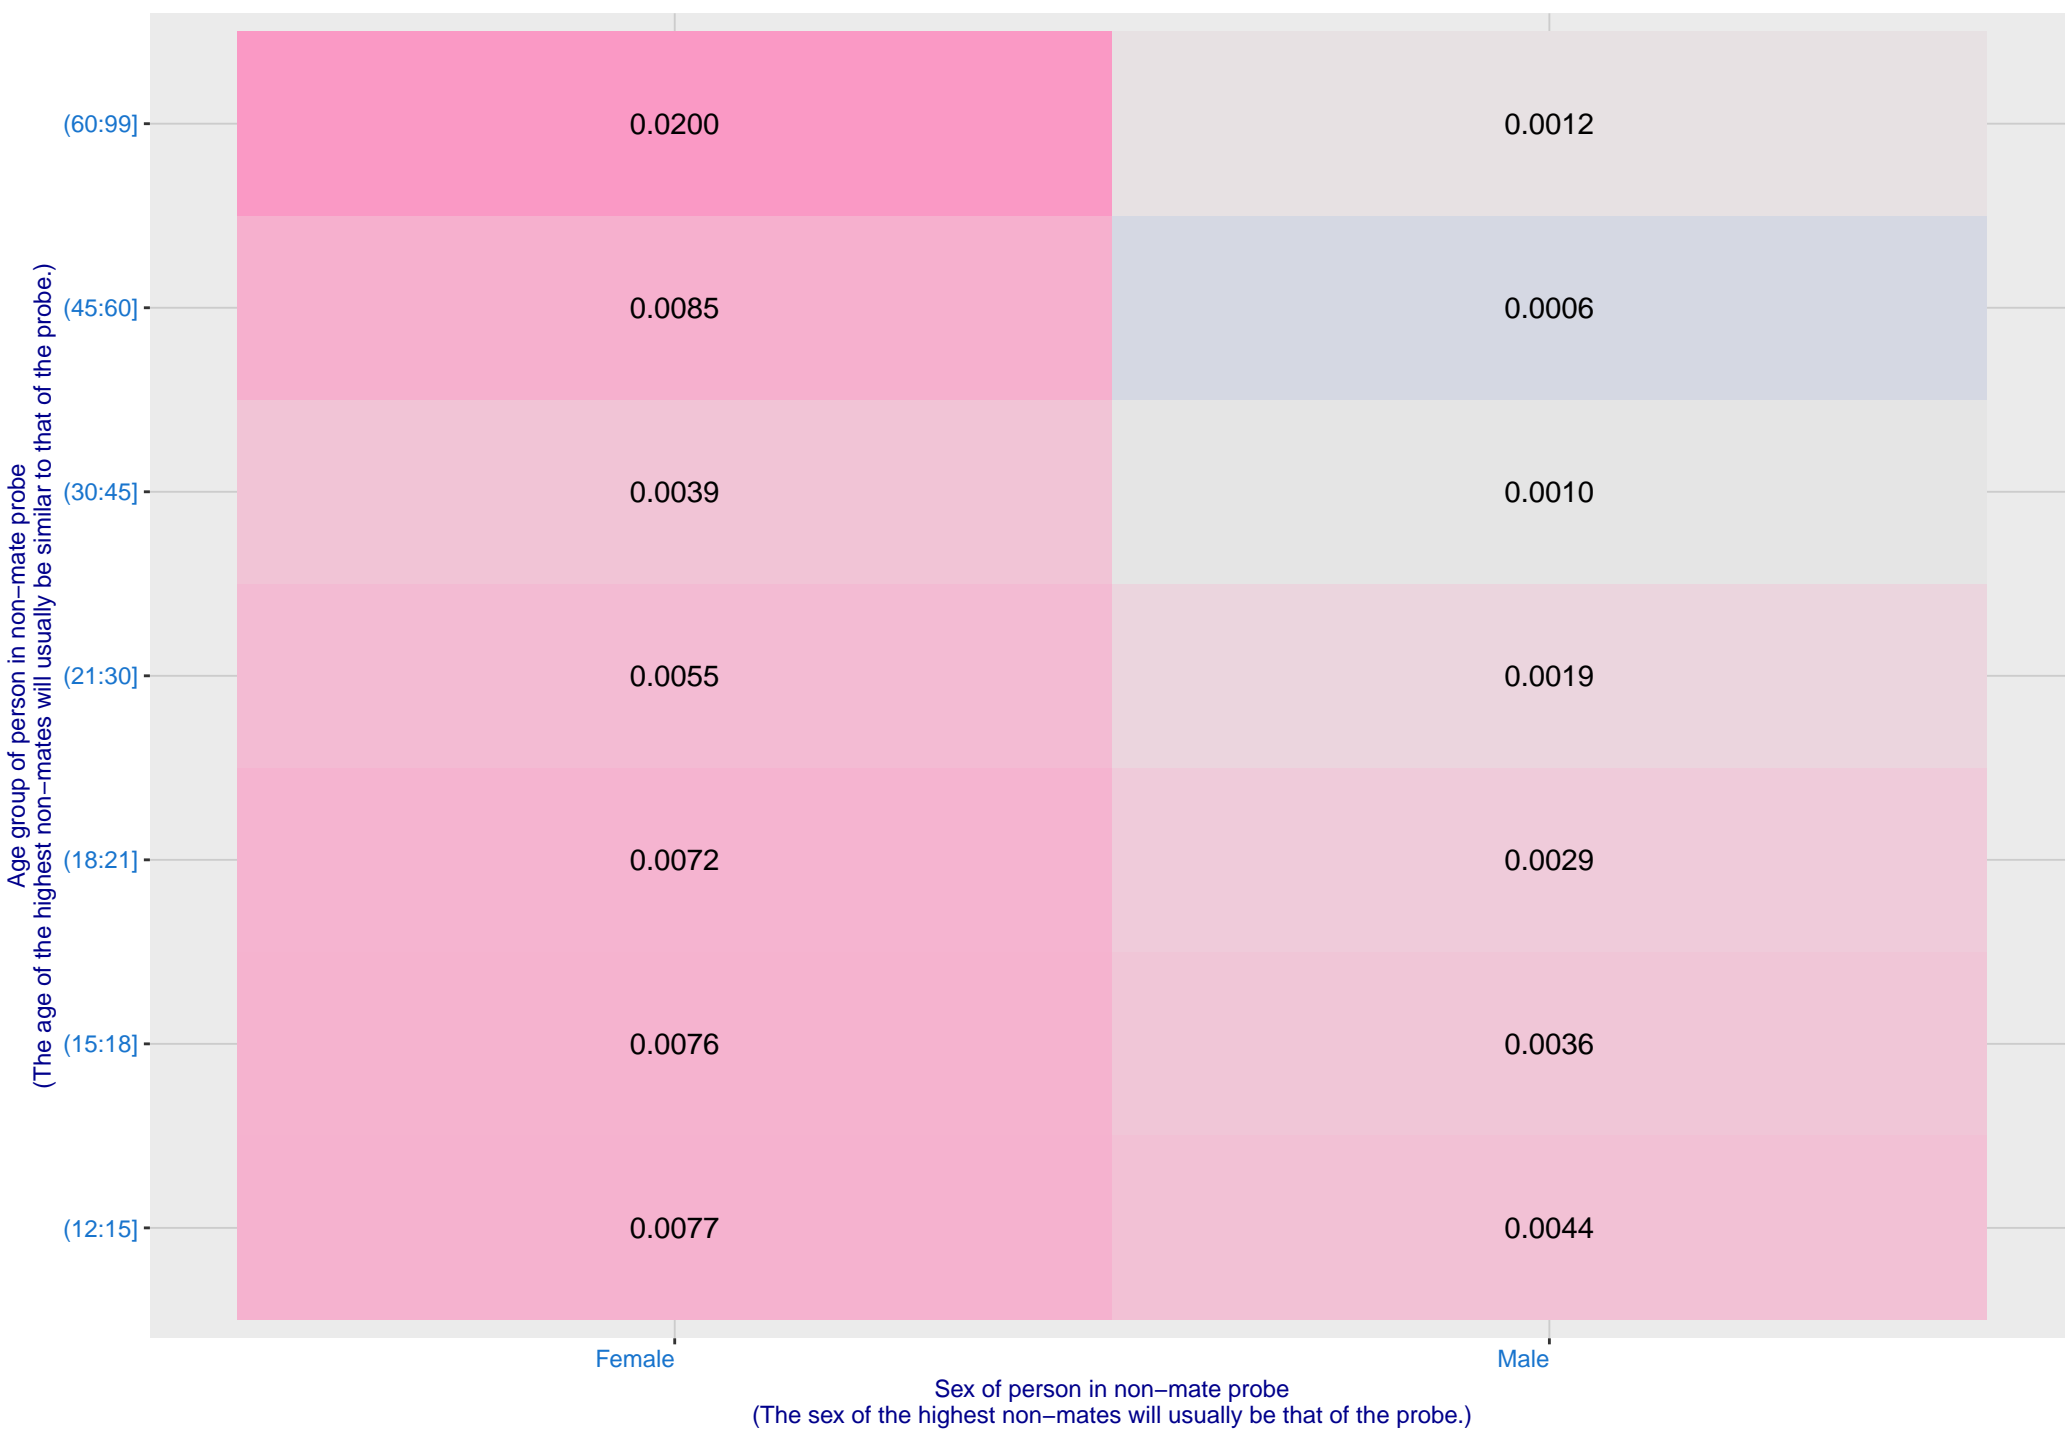 Age group of person in non−mate probe
(The age of the highest non−mates will usually be similar to that of the probe.)
(60:99] 0.0200 0.0012
(45:60] 0.0085 0.0006
(30:45] 0.0039 0.0010
(21:30] 0.0055 0.0019
(18:21] 0.0072 0.0029
(15:18] 0.0076 0.0036
(12:15] 0.0077 0.0044
Female Male
Sex of person in non−mate probe
(The sex of the highest non−mates will usually be that of the probe.)